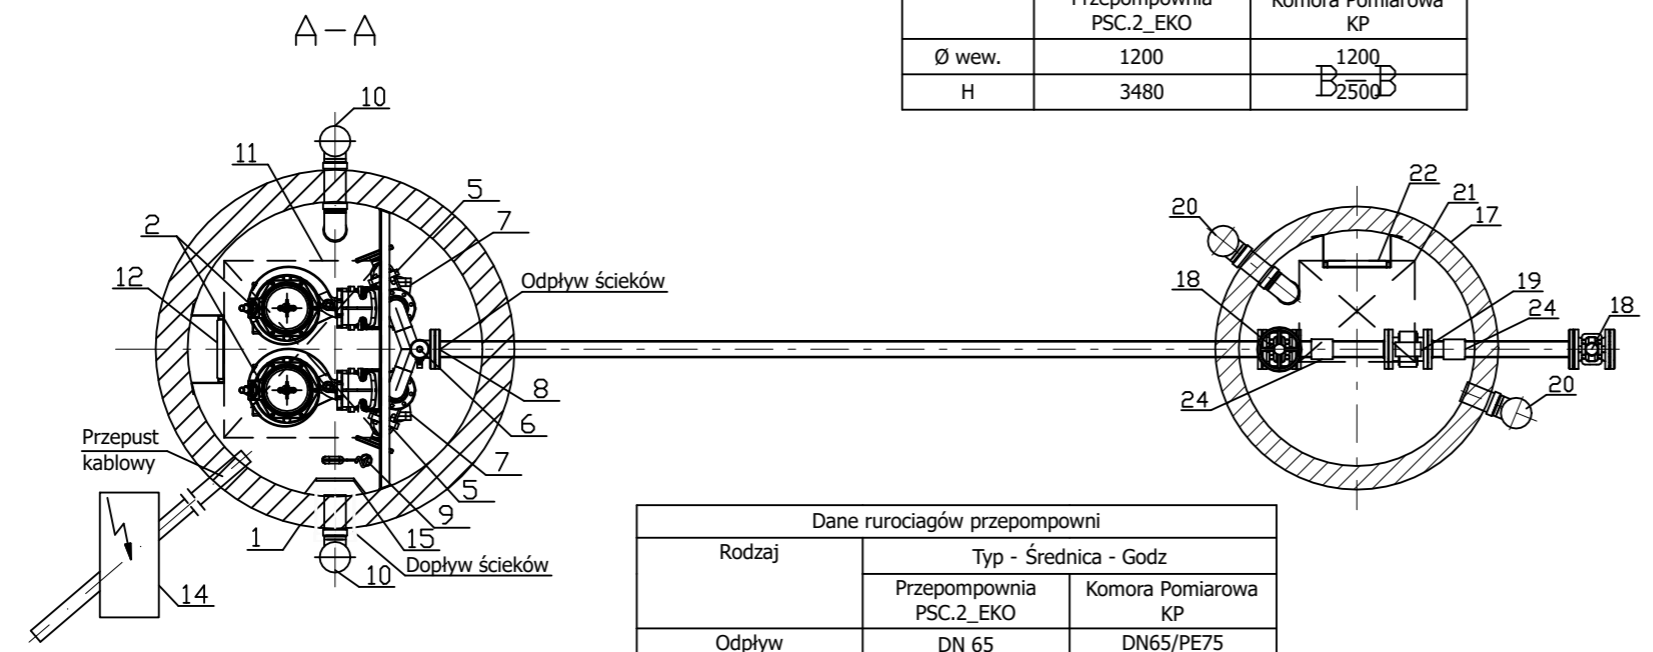 A-A
Przepompownia
PSC.2_EKO
Komora Pomiarowa
KP
Ø wew.
1200
1200
B-B
H
3480
2500
10
11
5
7
2
12
Odpływ ścieków
8
6
7
5
9
15
1
Przepust
kablowy
14
10
Dopływ ścieków
22
21
17
20
18
19
24
18
20
24
Dane rurociągów przepompowni
Rodzaj
Typ - Średnica - Godz
Przepompownia
PSC.2_EKO
Komora Pomiarowa
KP
Odpływ
DN 65
DN65/PE75